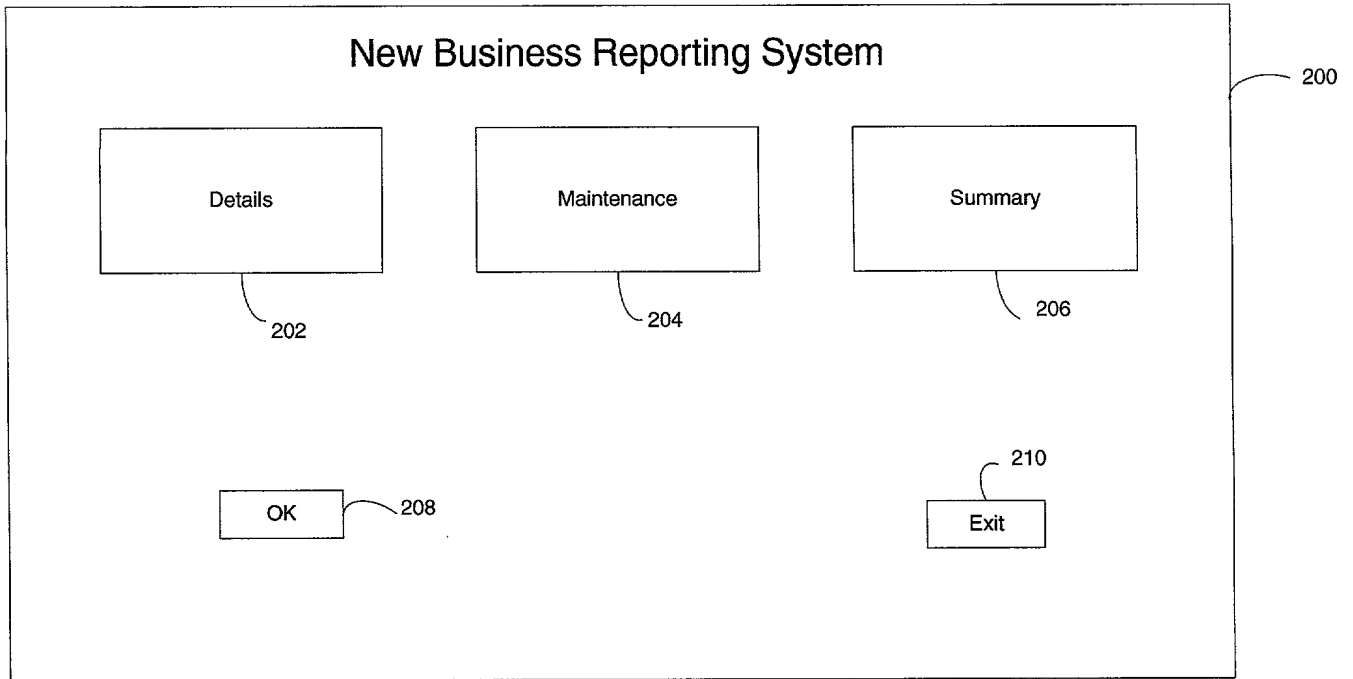 New Business Reporting System
200
Details
Maintenance
Summary
202
204
206
210
OK
208
Exit